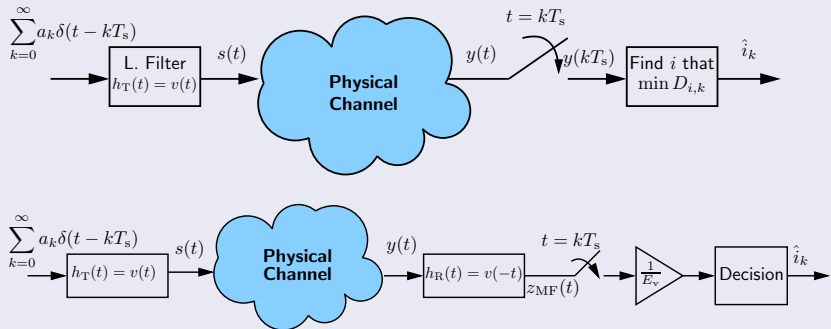 ∑_{k=0}^{∞} a_k δ(t − kT_s)
L. Filter
h_T(t) = v(t)
s(t)
Physical
Channel
y(t)
t = kT_s
y(kT_s)
Find i that
min D_{i,k}
î_k
∑_{k=0}^{∞} a_k δ(t − kT_s)
h_T(t) = v(t)
s(t)
Physical
Channel
y(t)
h_R(t) = v(−t)
z_MF(t)
t = kT_s
1/E_v
Decision
î_k